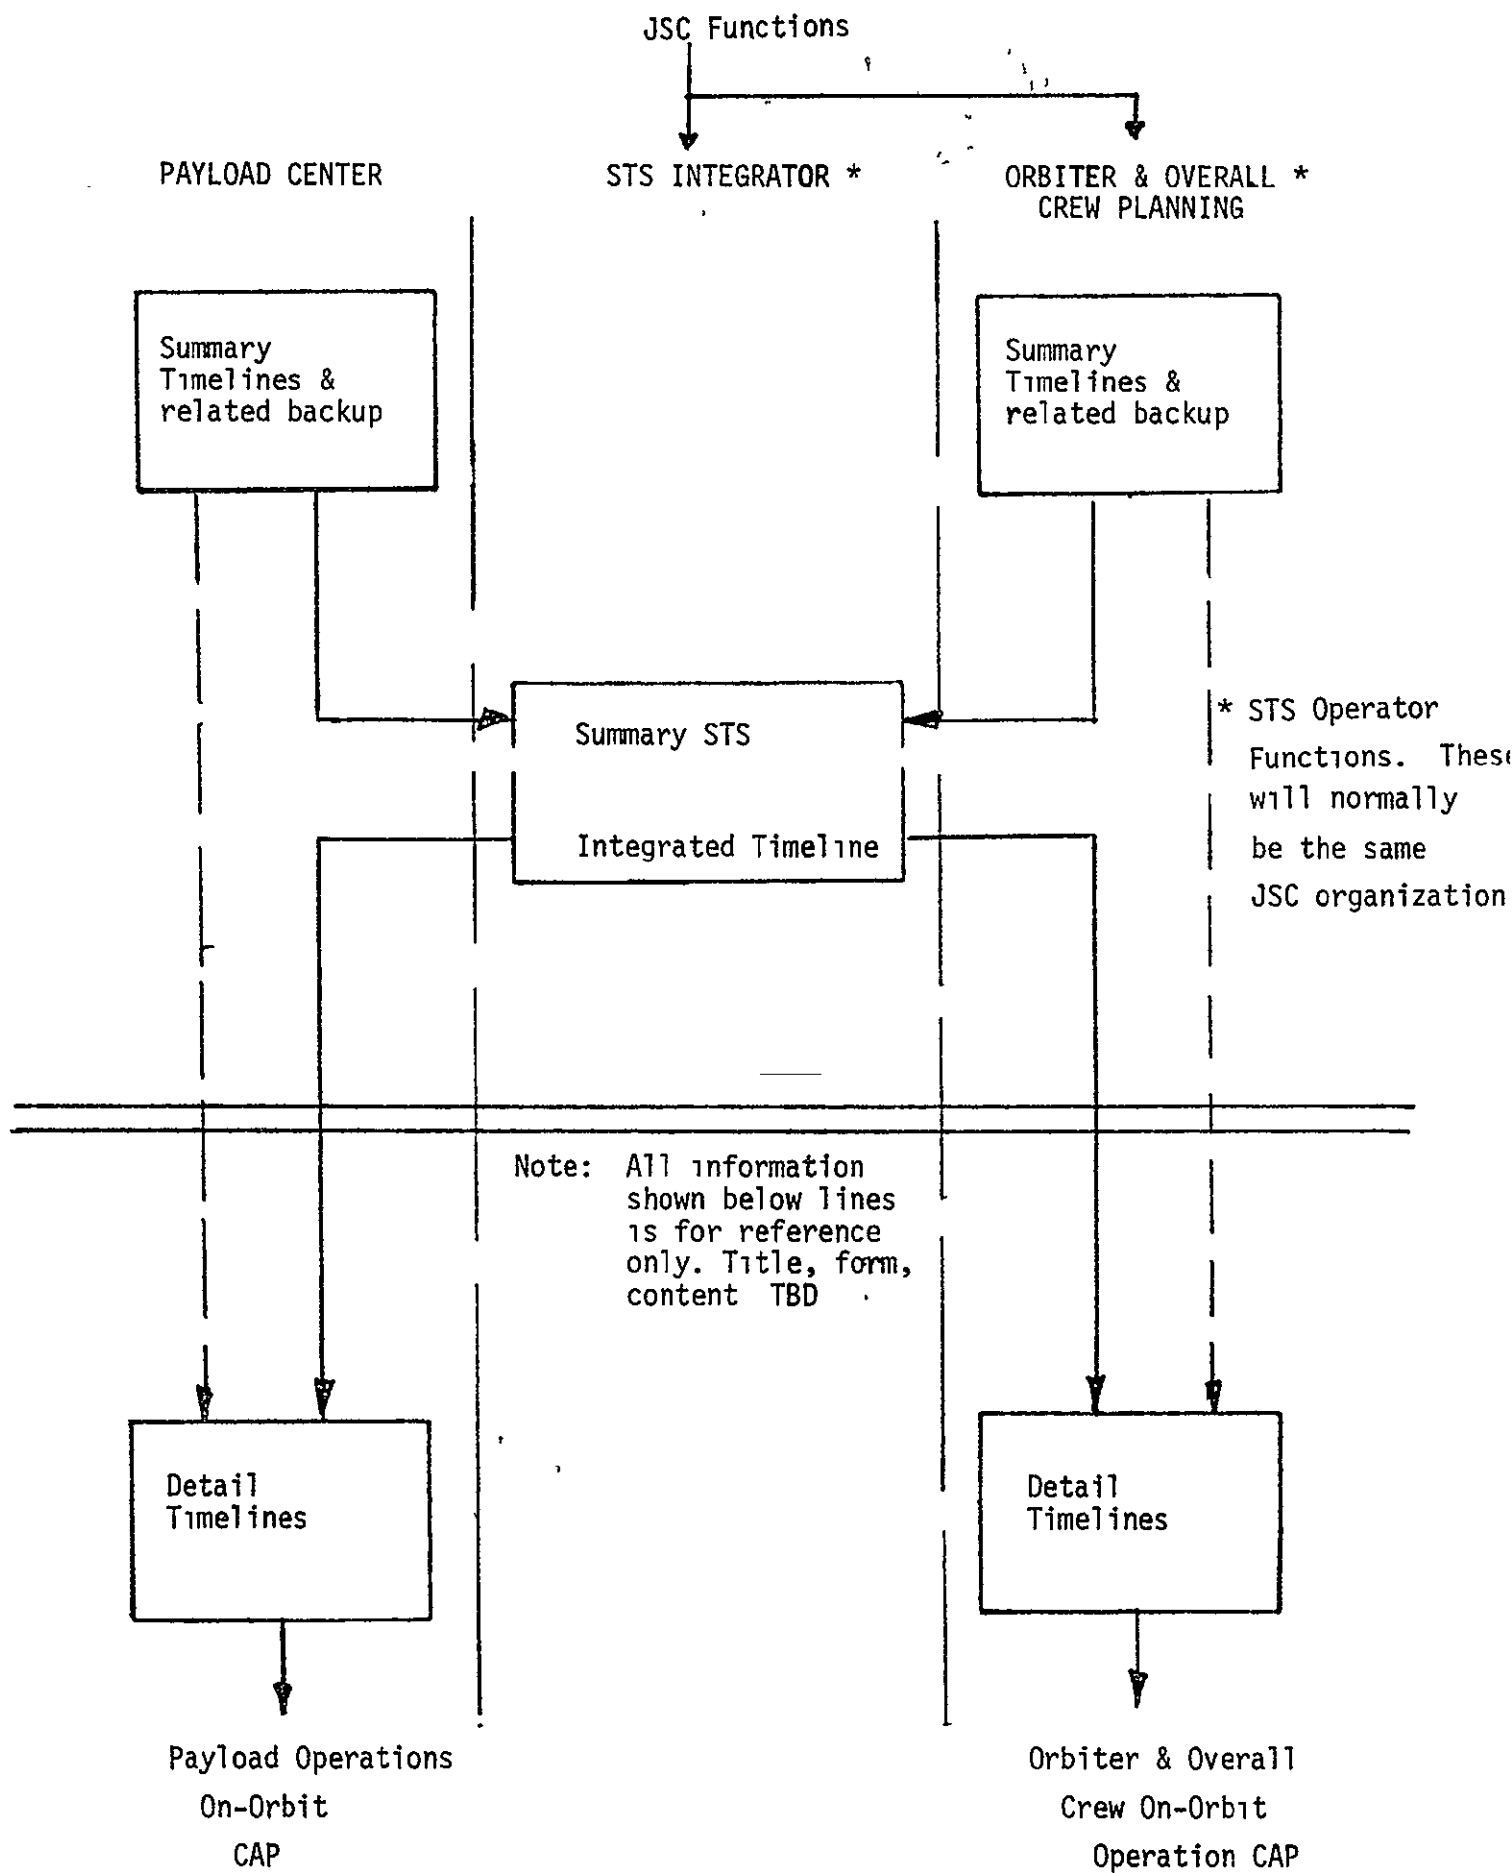 JSC Functions
PAYLOAD CENTER
STS INTEGRATOR *
ORBITER & OVERALL *
CREW PLANNING
Summary
Timelines &
related backup
Summary
Timelines &
related backup
Summary STS
Integrated Timeline
* STS Operator
Functions. These
will normally
be the same
JSC organization
Note: All information
shown below lines
is for reference
only. Title, form,
content TBD
Detail
Timelines
Detail
Timelines
Payload Operations
On-Orbit
CAP
Orbiter & Overall
Crew On-Orbit
Operation CAP